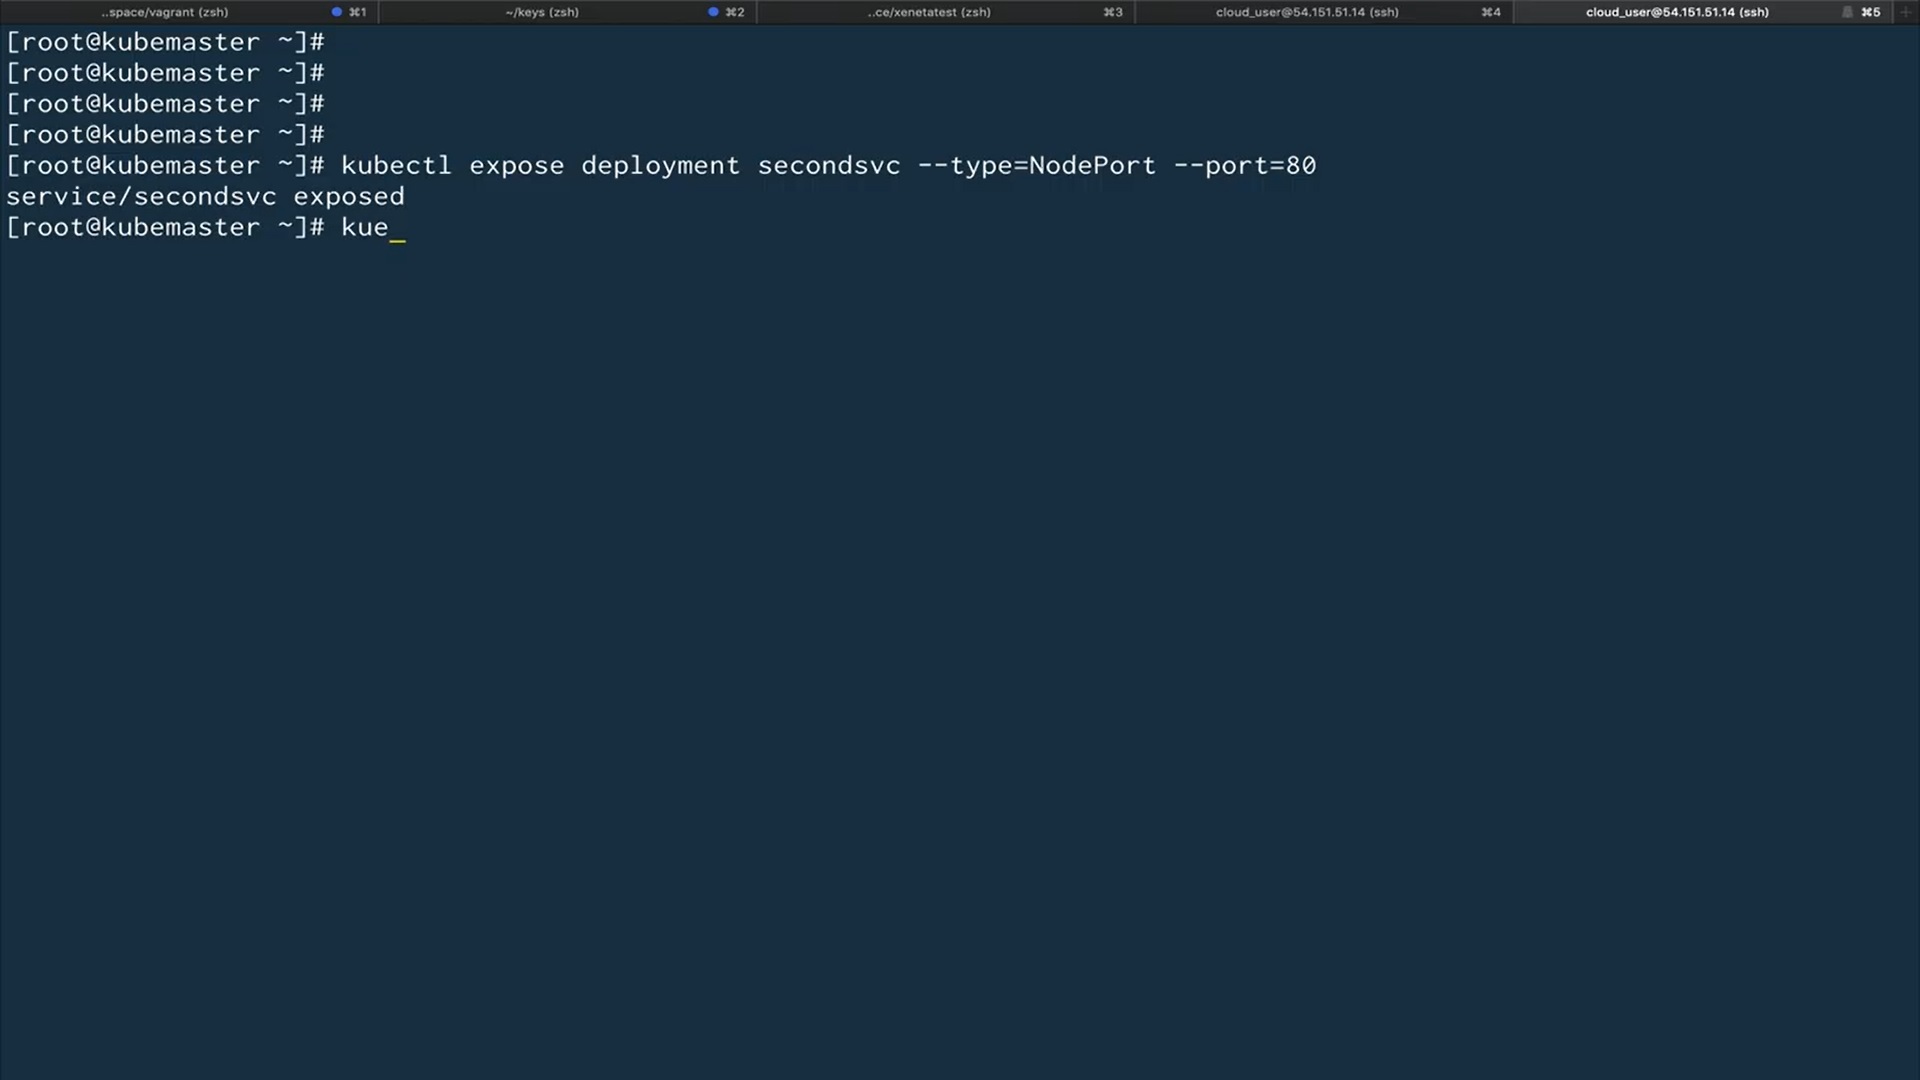 ..space/vagrant (zsh) ⌘1 ~/keys (zsh) ⌘2 ..ce/xenetatest (zsh) ⌘3 cloud_user@54.151.51.14 (ssh) ⌘4 cloud_user@54.151.51.14 (ssh) ⌘5 +
[root@kubemaster ~]#
[root@kubemaster ~]#
[root@kubemaster ~]#
[root@kubemaster ~]#
[root@kubemaster ~]# kubectl expose deployment secondsvc --type=NodePort --port=80
service/secondsvc exposed
[root@kubemaster ~]# kue_